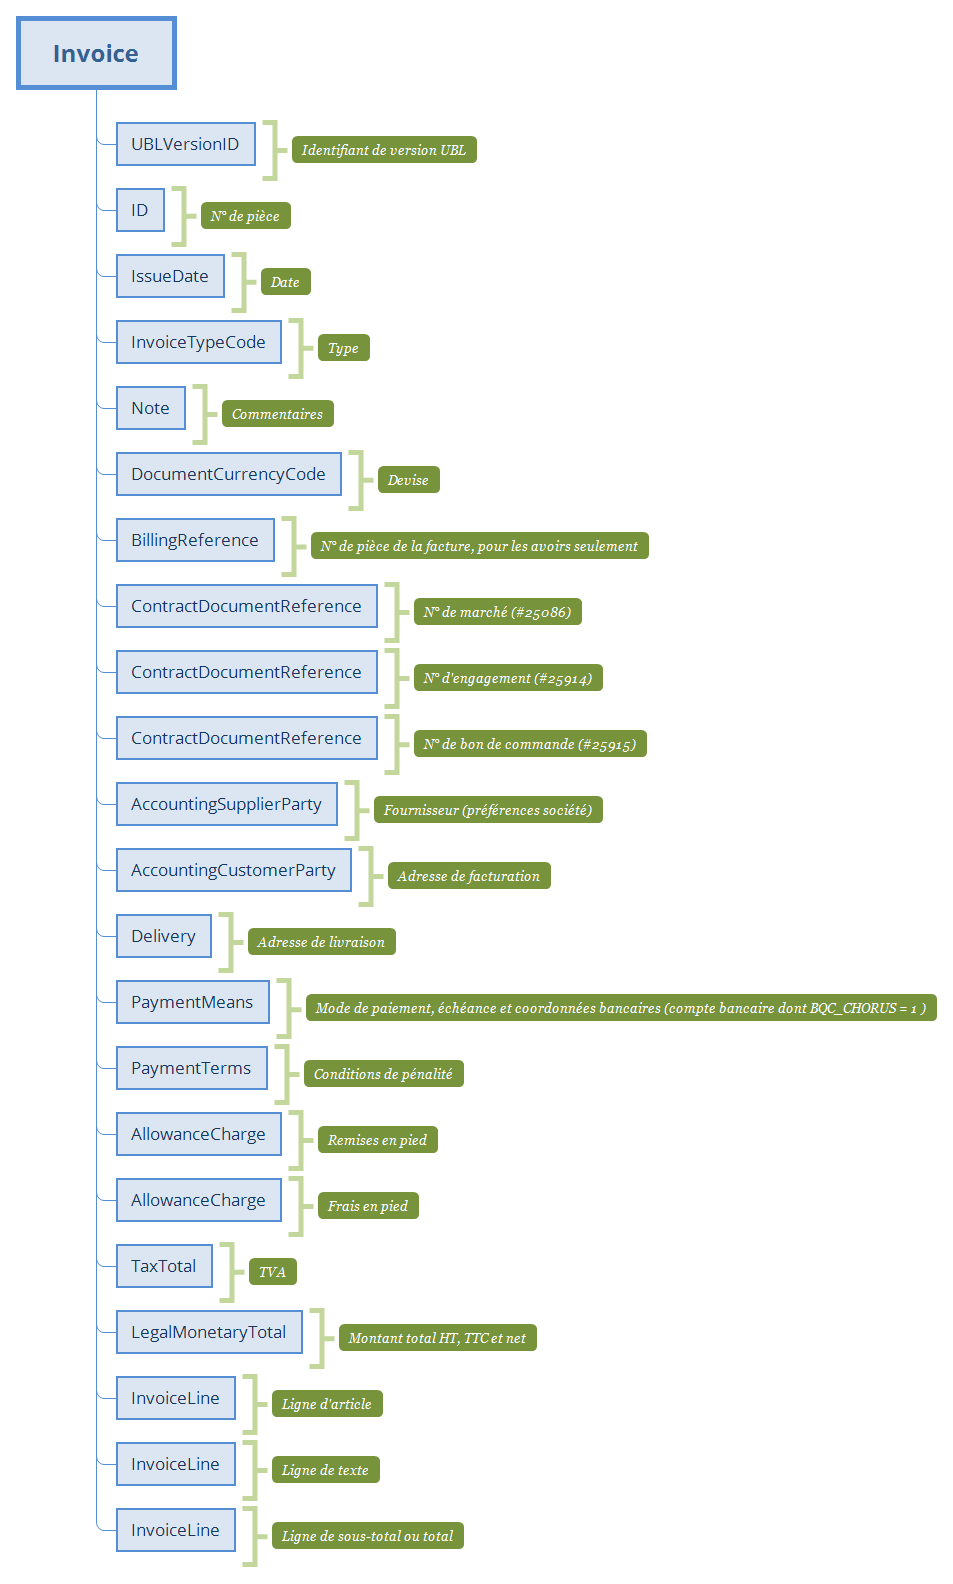 Invoice
UBLVersionID
Identifiant de version UBL
ID
N° de pièce
IssueDate
Date
InvoiceTypeCode
Type
Note
Commentaires
DocumentCurrencyCode
Devise
BillingReference
N° de pièce de la facture, pour les avoirs seulement
ContractDocumentReference
N° de marché (#25086)
ContractDocumentReference
N° d'engagement (#25914)
ContractDocumentReference
N° de bon de commande (#25915)
AccountingSupplierParty
Fournisseur (préférences société)
AccountingCustomerParty
Adresse de facturation
Delivery
Adresse de livraison
PaymentMeans
Mode de paiement, échéance et coordonnées bancaires (compte bancaire dont BQC_CHORUS = 1 )
PaymentTerms
Conditions de pénalité
AllowanceCharge
Remises en pied
AllowanceCharge
Frais en pied
TaxTotal
TVA
LegalMonetaryTotal
Montant total HT, TTC et net
InvoiceLine
Ligne d'article
InvoiceLine
Ligne de texte
InvoiceLine
Ligne de sous-total ou total